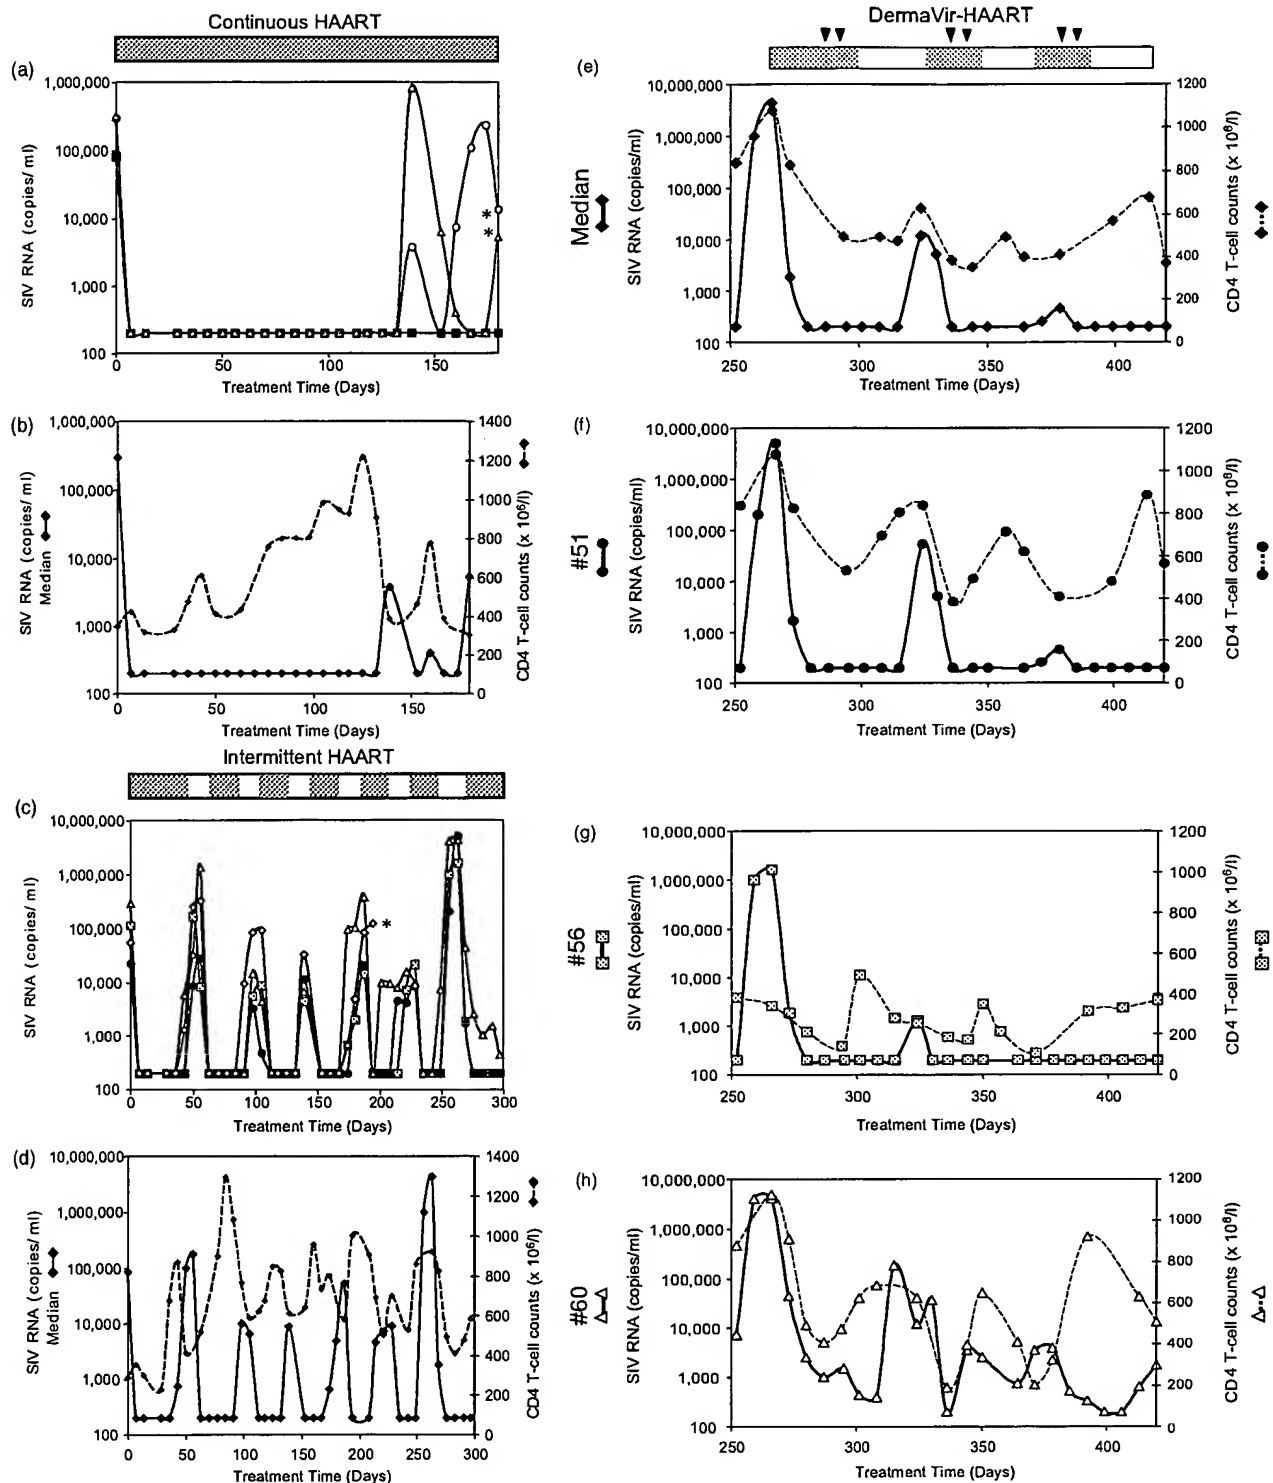 Continuous HAART
(a)
1,000,000
100,000
10,000
1,000
100
SIV RNA (copies/ ml)
*
*
0 50 100 150
Treatment Time (Days)
(b)
1,000,000
100,000
10,000
1,000
100
SIV RNA (copies/ ml)
Median
1400
1200
1000
800
600
400
200
0
CD4 T-cell counts (x 10⁶/l)
0 50 100 150
Treatment Time (Days)
Intermittent HAART
(c)
10,000,000
1,000,000
100,000
10,000
1,000
100
SIV RNA (copies/ ml)
*
0 50 100 150 200 250 300
Treatment Time (Days)
(d)
10,000,000
1,000,000
100,000
10,000
1,000
100
SIV RNA (copies/ ml)
Median
1400
1200
1000
800
600
400
200
0
CD4 T-cell counts (x 10⁶/l)
0 50 100 150 200 250 300
Treatment Time (Days)
DermaVir-HAART
(e)
Median
10,000,000
1,000,000
100,000
10,000
1,000
100
SIV RNA (copies/ml)
1200
1000
800
600
400
200
0
CD4 T-cell counts (x 10⁶/l)
250 300 350 400
Treatment Time (Days)
(f)
#51
10,000,000
1,000,000
100,000
10,000
1,000
100
SIV RNA (copies/ml)
1200
1000
800
600
400
200
0
CD4 T-cell counts (x 10⁶/l)
250 300 350 400
Treatment Time (Days)
(g)
#56
10,000,000
1,000,000
100,000
10,000
1,000
100
SIV RNA (copies/ml)
1200
1000
800
600
400
200
0
CD4 T-cell counts (x 10⁶/l)
250 300 350 400
Treatment Time (Days)
(h)
#60
10,000,000
1,000,000
100,000
10,000
1,000
100
SIV RNA (copies/ml)
1200
1000
800
600
400
200
0
CD4 T-cell counts (x 10⁶/l)
250 300 350 400
Treatment Time (Days)